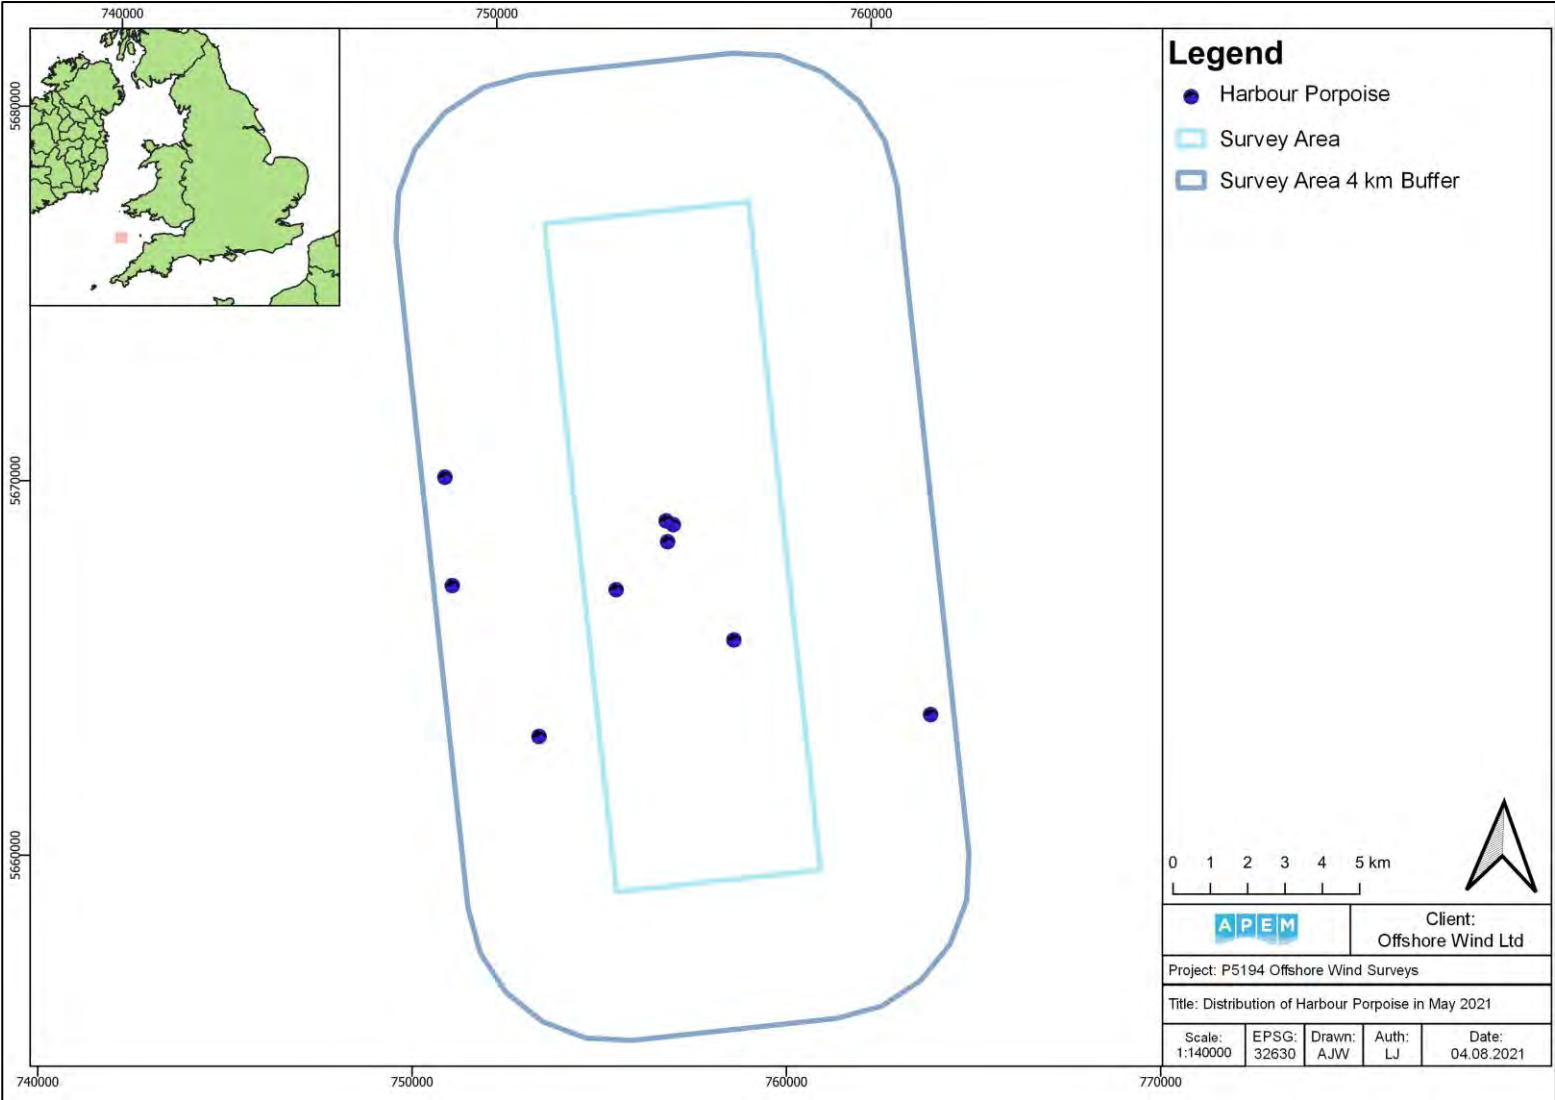 740000
750000
760000
5680000
5670000
5660000
740000
750000
760000
770000
Legend
Harbour Porpoise
Survey Area
Survey Area 4 km Buffer
0 1 2 3 4 5 km
APEM
Client:
Offshore Wind Ltd
Project: P5194 Offshore Wind Surveys
Title: Distribution of Harbour Porpoise in May 2021
Scale:
1:140000
EPSG:
32630
Drawn:
AJW
Auth:
LJ
Date:
04.08.2021